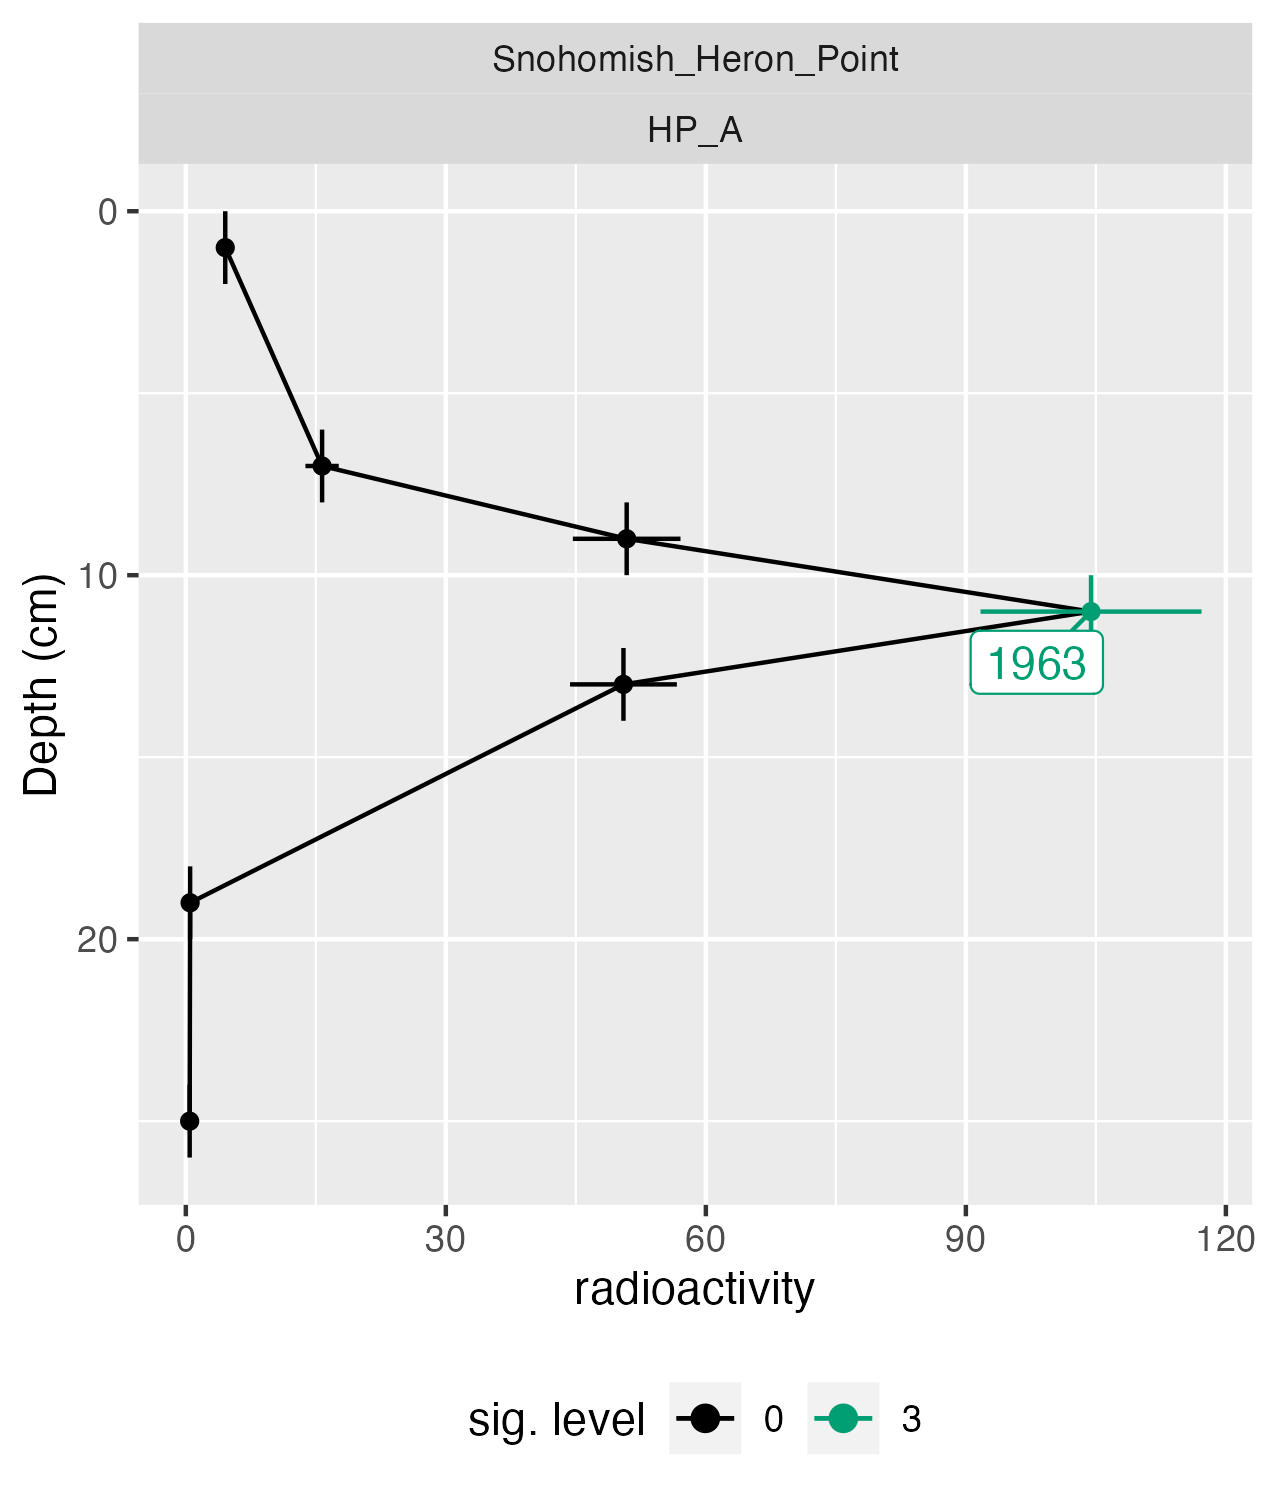 Snohomish_Heron_Point
HP_A
0
10
20
Depth (cm)
1963
0 30 60 90 120
radioactivity
sig. level 0 3